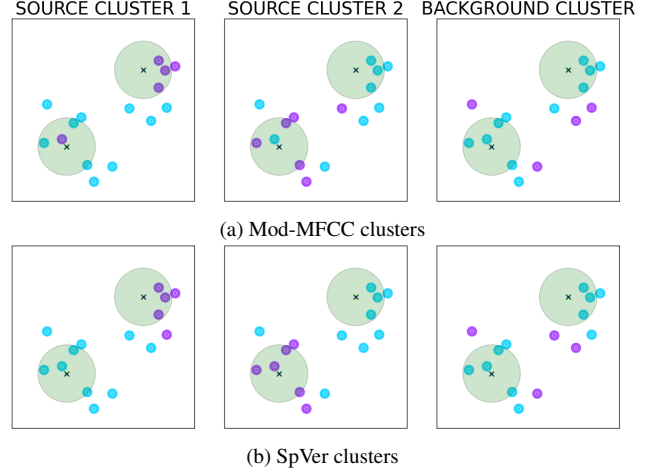 SOURCE CLUSTER 1 SOURCE CLUSTER 2 BACKGROUND CLUSTER
(a) Mod-MFCC clusters
(b) SpVer clusters